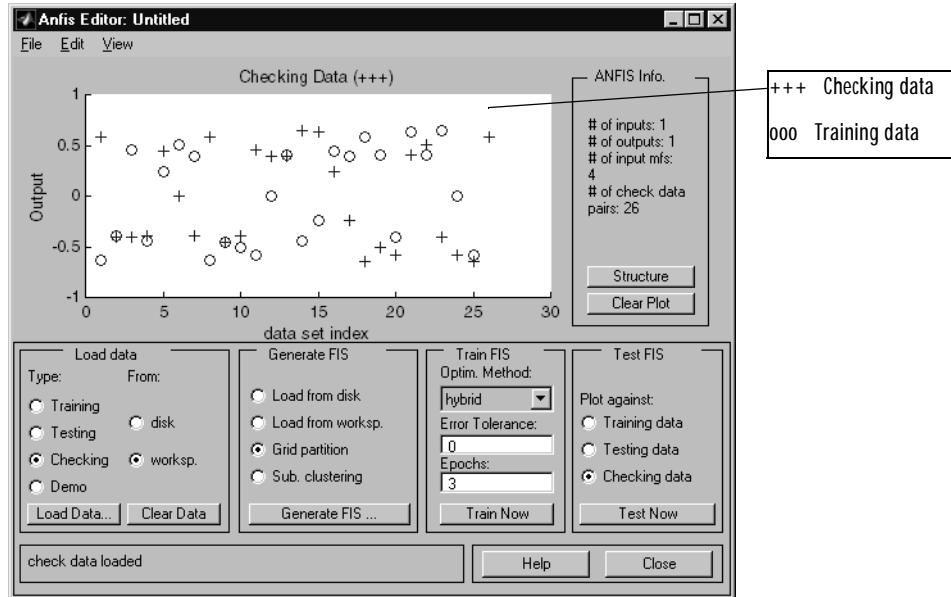 Anfis Editor: Untitled
File Edit View
Checking Data (+++)
1
0.5
0
-0.5
-1
Output
0 5 10 15 20 25 30
data set index
ANFIS Info.
# of inputs: 1
# of outputs: 1
# of input mfs:
4
# of check data
pairs: 26
Structure
Clear Plot
+++ Checking data
ooo Training data
Load data
Type: From:
Training
disk
Testing
Checking worksp.
Demo
Load Data... Clear Data
Generate FIS
Load from disk
Load from worksp.
Grid partition
Sub. clustering
Generate FIS ...
Train FIS
Optim. Method:
hybrid
Error Tolerance:
0
Epochs:
3
Train Now
Test FIS
Plot against:
Training data
Testing data
Checking data
Test Now
check data loaded
Help Close